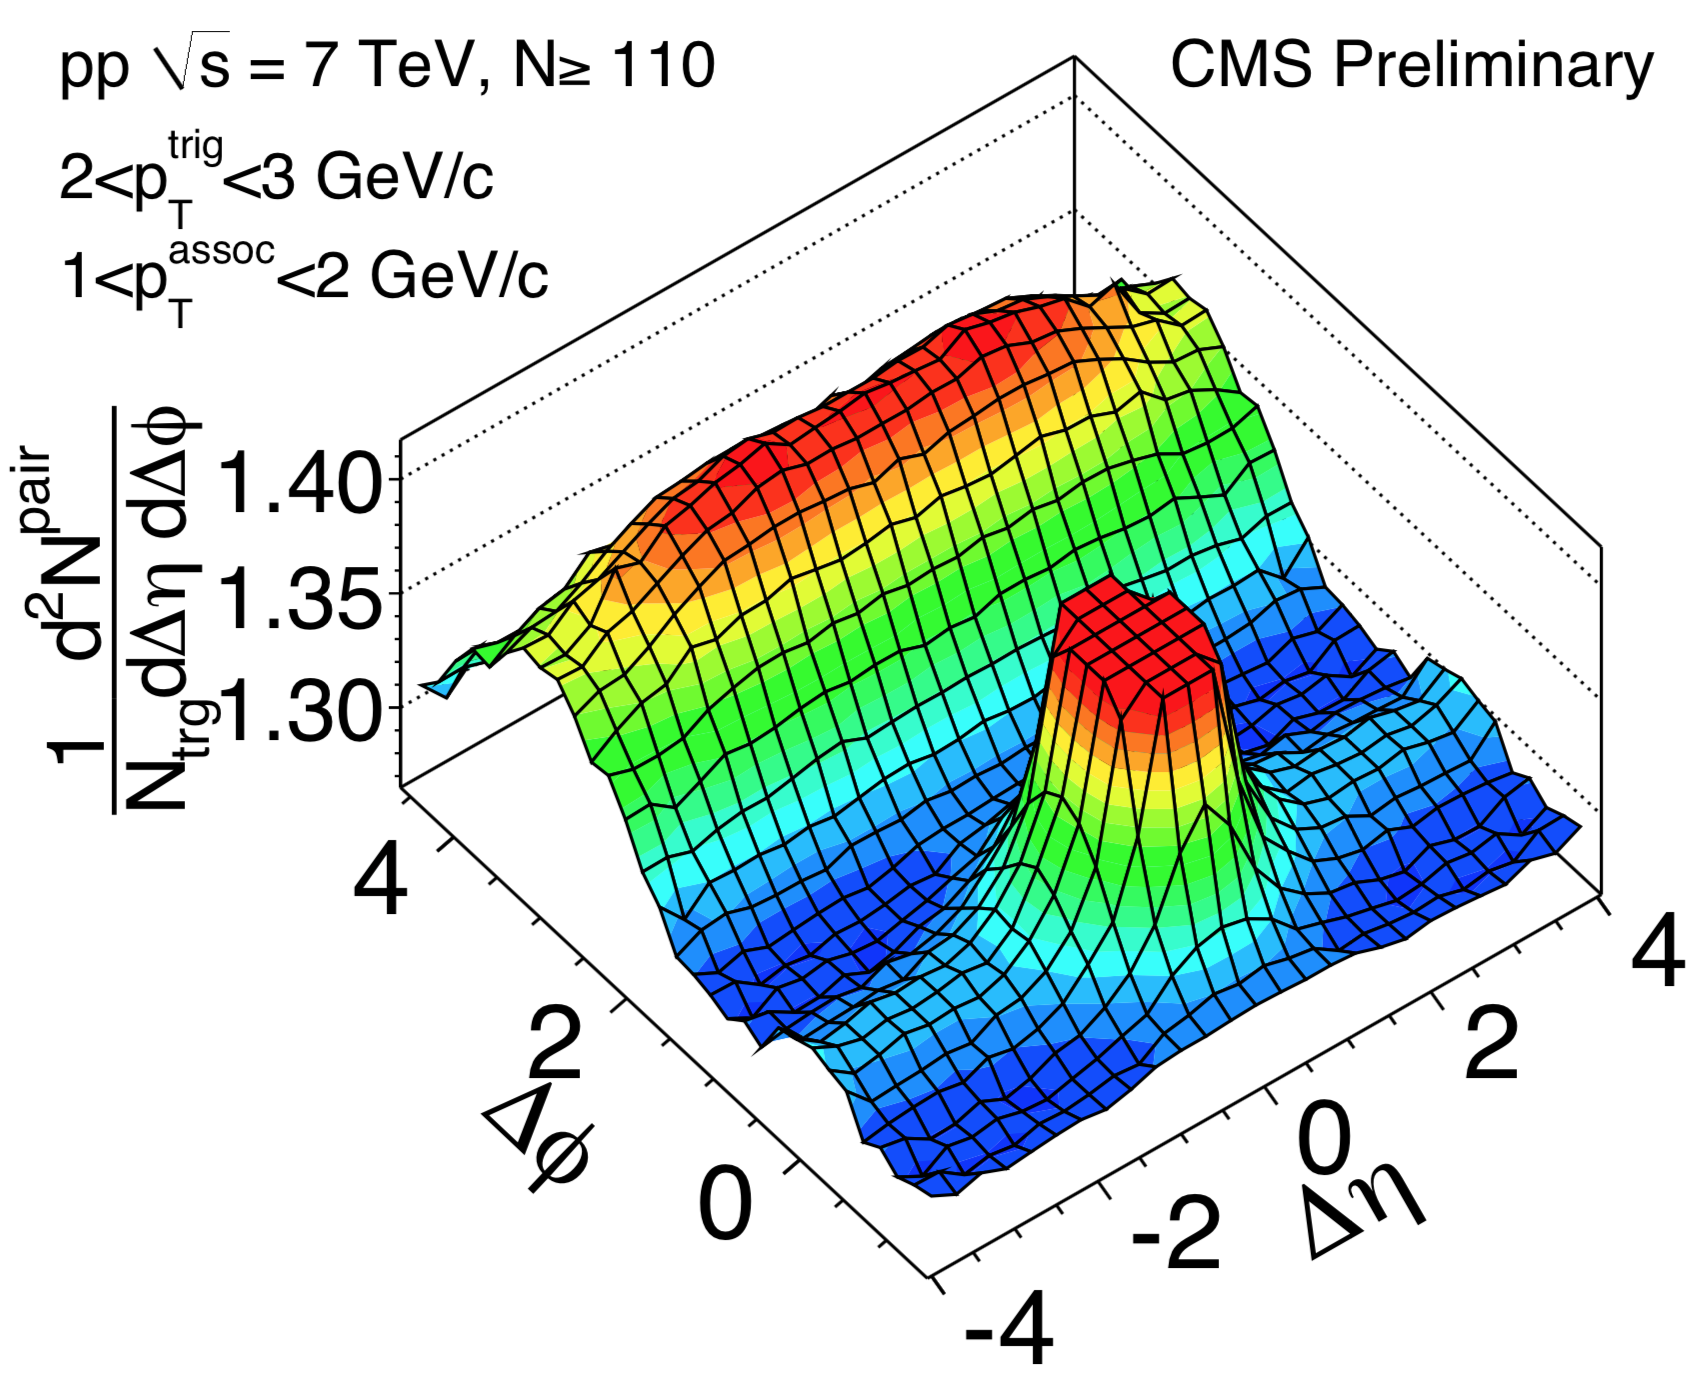 pp √s = 7 TeV, N≥ 110
CMS Preliminary
2<p_T^trig<3 GeV/c
1<p_T^assoc<2 GeV/c
1 d²N^pair
N_trg dΔη dΔϕ
1.40
1.35
1.30
4
2
0
Δϕ
-4
-2
0
2
4
Δη